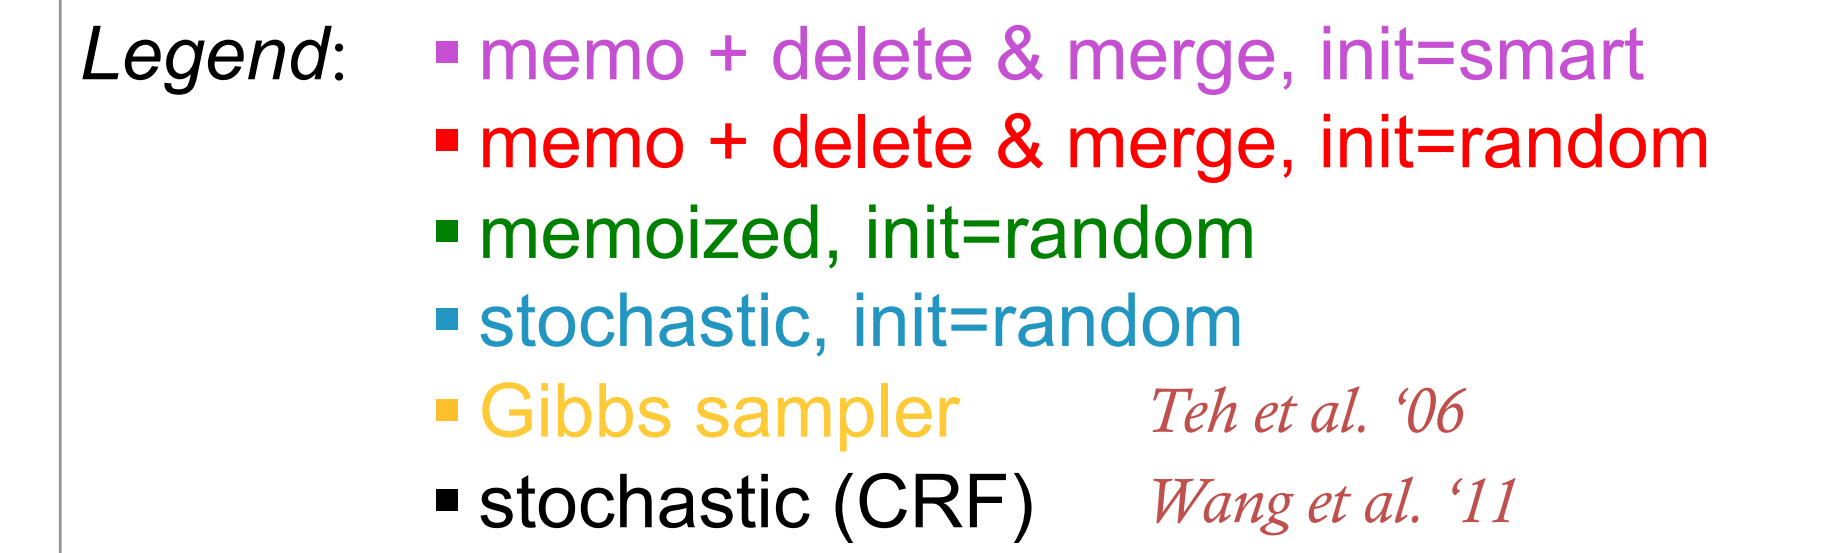 Legend: ▪ memo + delete & merge, init=smart
▪ memo + delete & merge, init=random
▪ memoized, init=random
▪ stochastic, init=random
▪ Gibbs sampler Teh et al. ‘06
▪ stochastic (CRF) Wang et al. ‘11